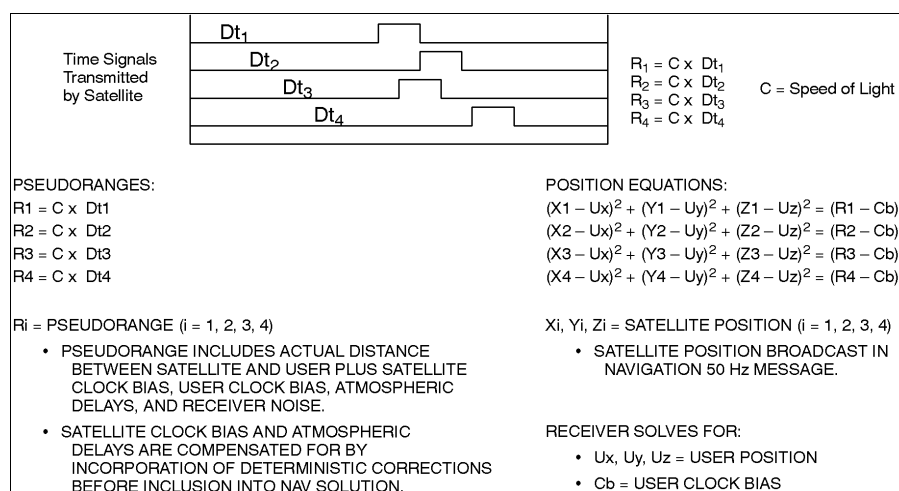 Dt1
Dt2
Dt3
Dt4
Time Signals
Transmitted
by Satellite
R1 = C x Dt1
R2 = C x Dt2
R3 = C x Dt3
R4 = C x Dt4
C = Speed of Light
PSEUDORANGES:
R1 = C x Dt1
R2 = C x Dt2
R3 = C x Dt3
R4 = C x Dt4
POSITION EQUATIONS:
(X1 – Ux)2 + (Y1 – Uy)2 + (Z1 – Uz)2 = (R1 – Cb)
(X2 – Ux)2 + (Y2 – Uy)2 + (Z2 – Uz)2 = (R2 – Cb)
(X3 – Ux)2 + (Y3 – Uy)2 + (Z3 – Uz)2 = (R3 – Cb)
(X4 – Ux)2 + (Y4 – Uy)2 + (Z4 – Uz)2 = (R4 – Cb)
Ri = PSEUDORANGE (i = 1, 2, 3, 4)
• PSEUDORANGE INCLUDES ACTUAL DISTANCE
BETWEEN SATELLITE AND USER PLUS SATELLITE
CLOCK BIAS, USER CLOCK BIAS, ATMOSPHERIC
DELAYS, AND RECEIVER NOISE.
• SATELLITE CLOCK BIAS AND ATMOSPHERIC
DELAYS ARE COMPENSATED FOR BY
INCORPORATION OF DETERMINISTIC CORRECTIONS
BEFORE INCLUSION INTO NAV SOLUTION.
Xi, Yi, Zi = SATELLITE POSITION (i = 1, 2, 3, 4)
• SATELLITE POSITION BROADCAST IN
NAVIGATION 50 Hz MESSAGE.
RECEIVER SOLVES FOR:
• Ux, Uy, Uz = USER POSITION
• Cb = USER CLOCK BIAS